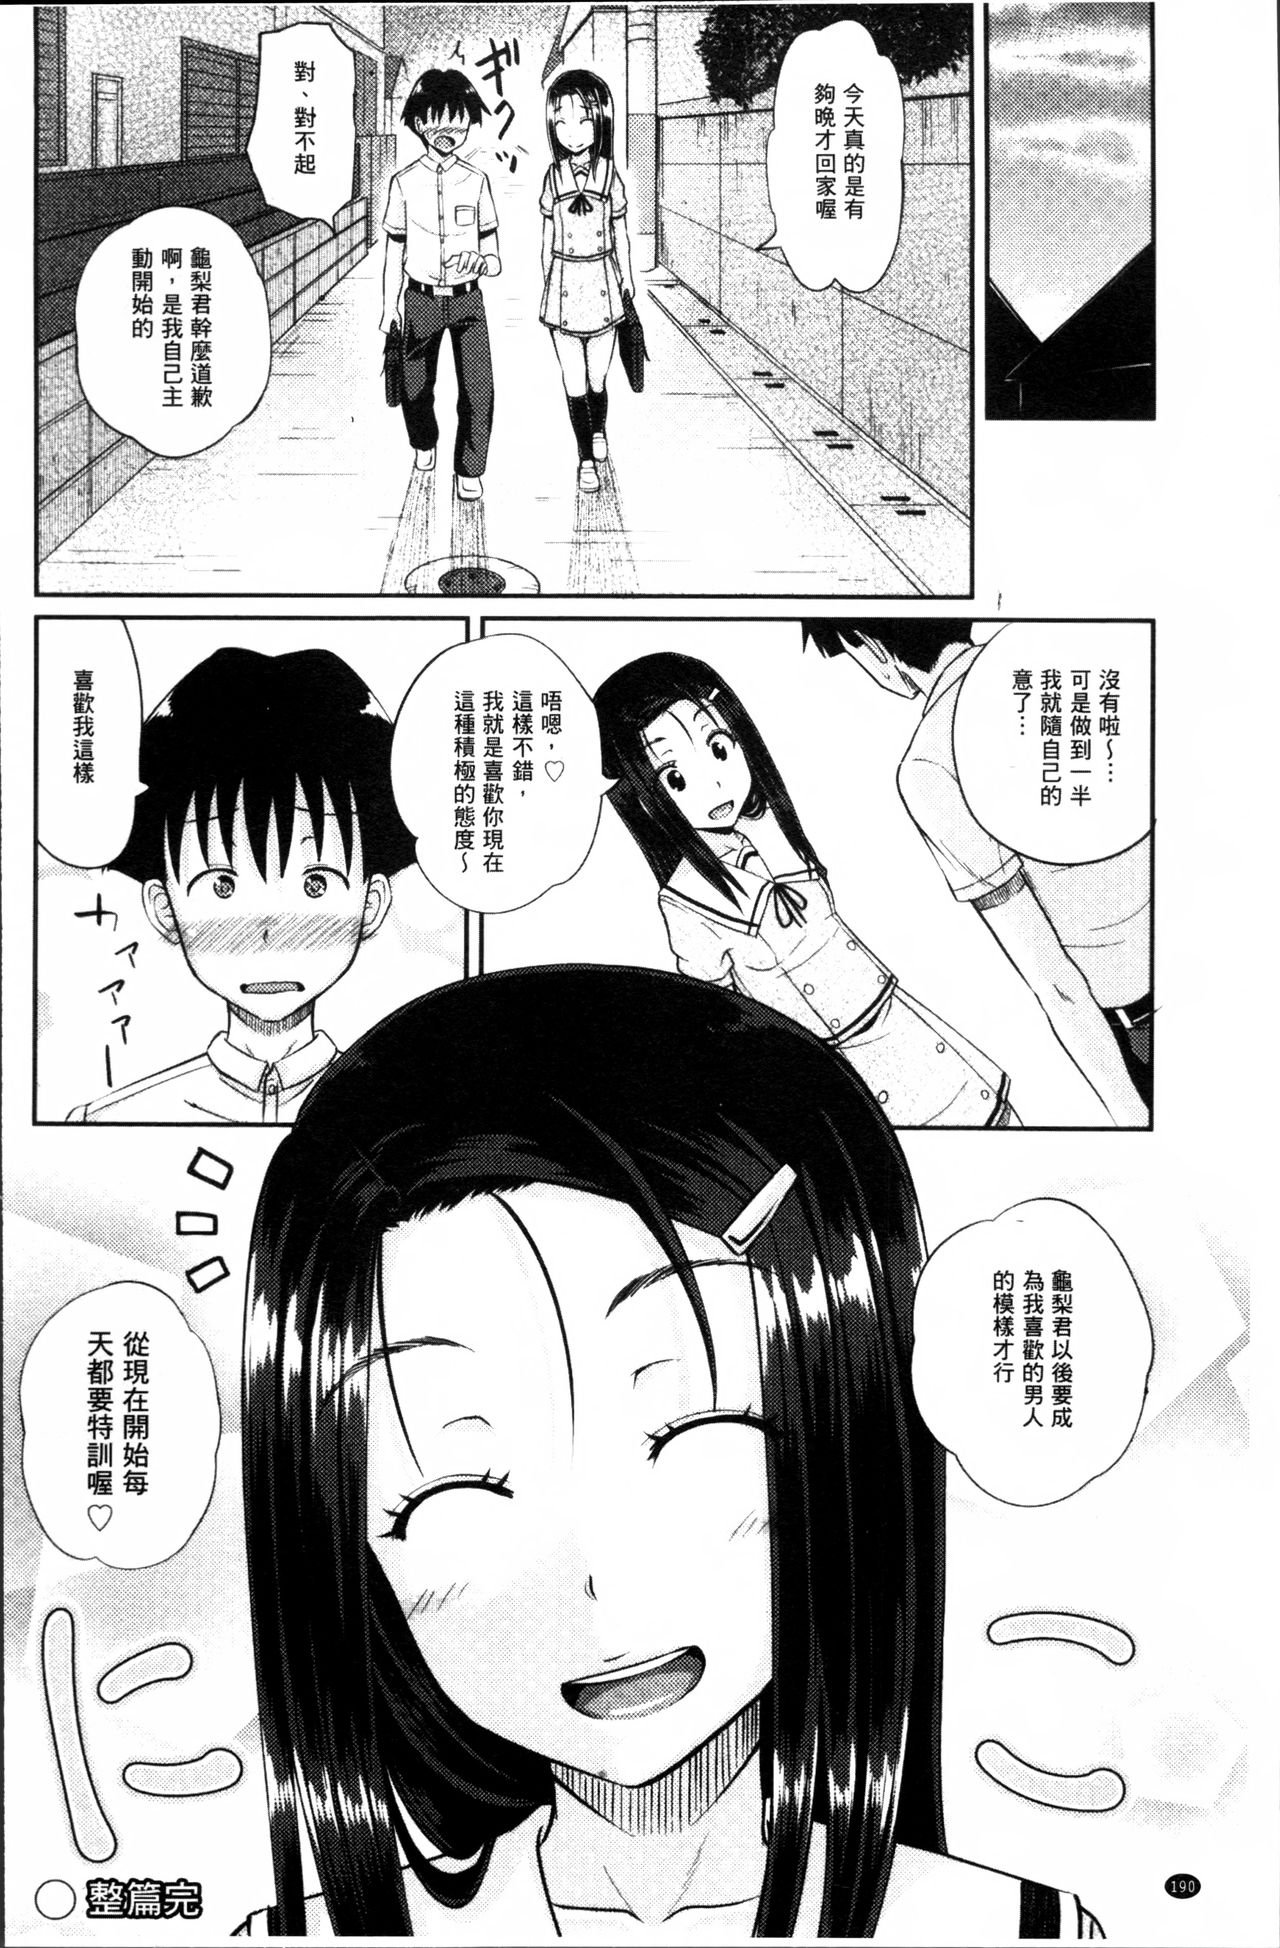 今天真的是有
夠晚才回家喔
ギクッ
對、對不起
龜梨君幹麼道歉
啊，是我自己主
動開始的
沒有啦～…
可是做到一半
我就隨自己的
意了…
唔嗯，♡
這樣不錯，
我就是喜歡你現在
這種積極的態度～
喜歡我這樣
カァァァー
龜梨君以後要成
為我喜歡的男人
的模樣才行
從現在開始每
天都要特訓喔♡
にこ
○整篇完
190